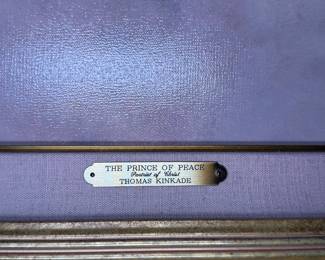 THE PRINCE OF PEACE
Portrait of Christ
THOMAS KINKADE